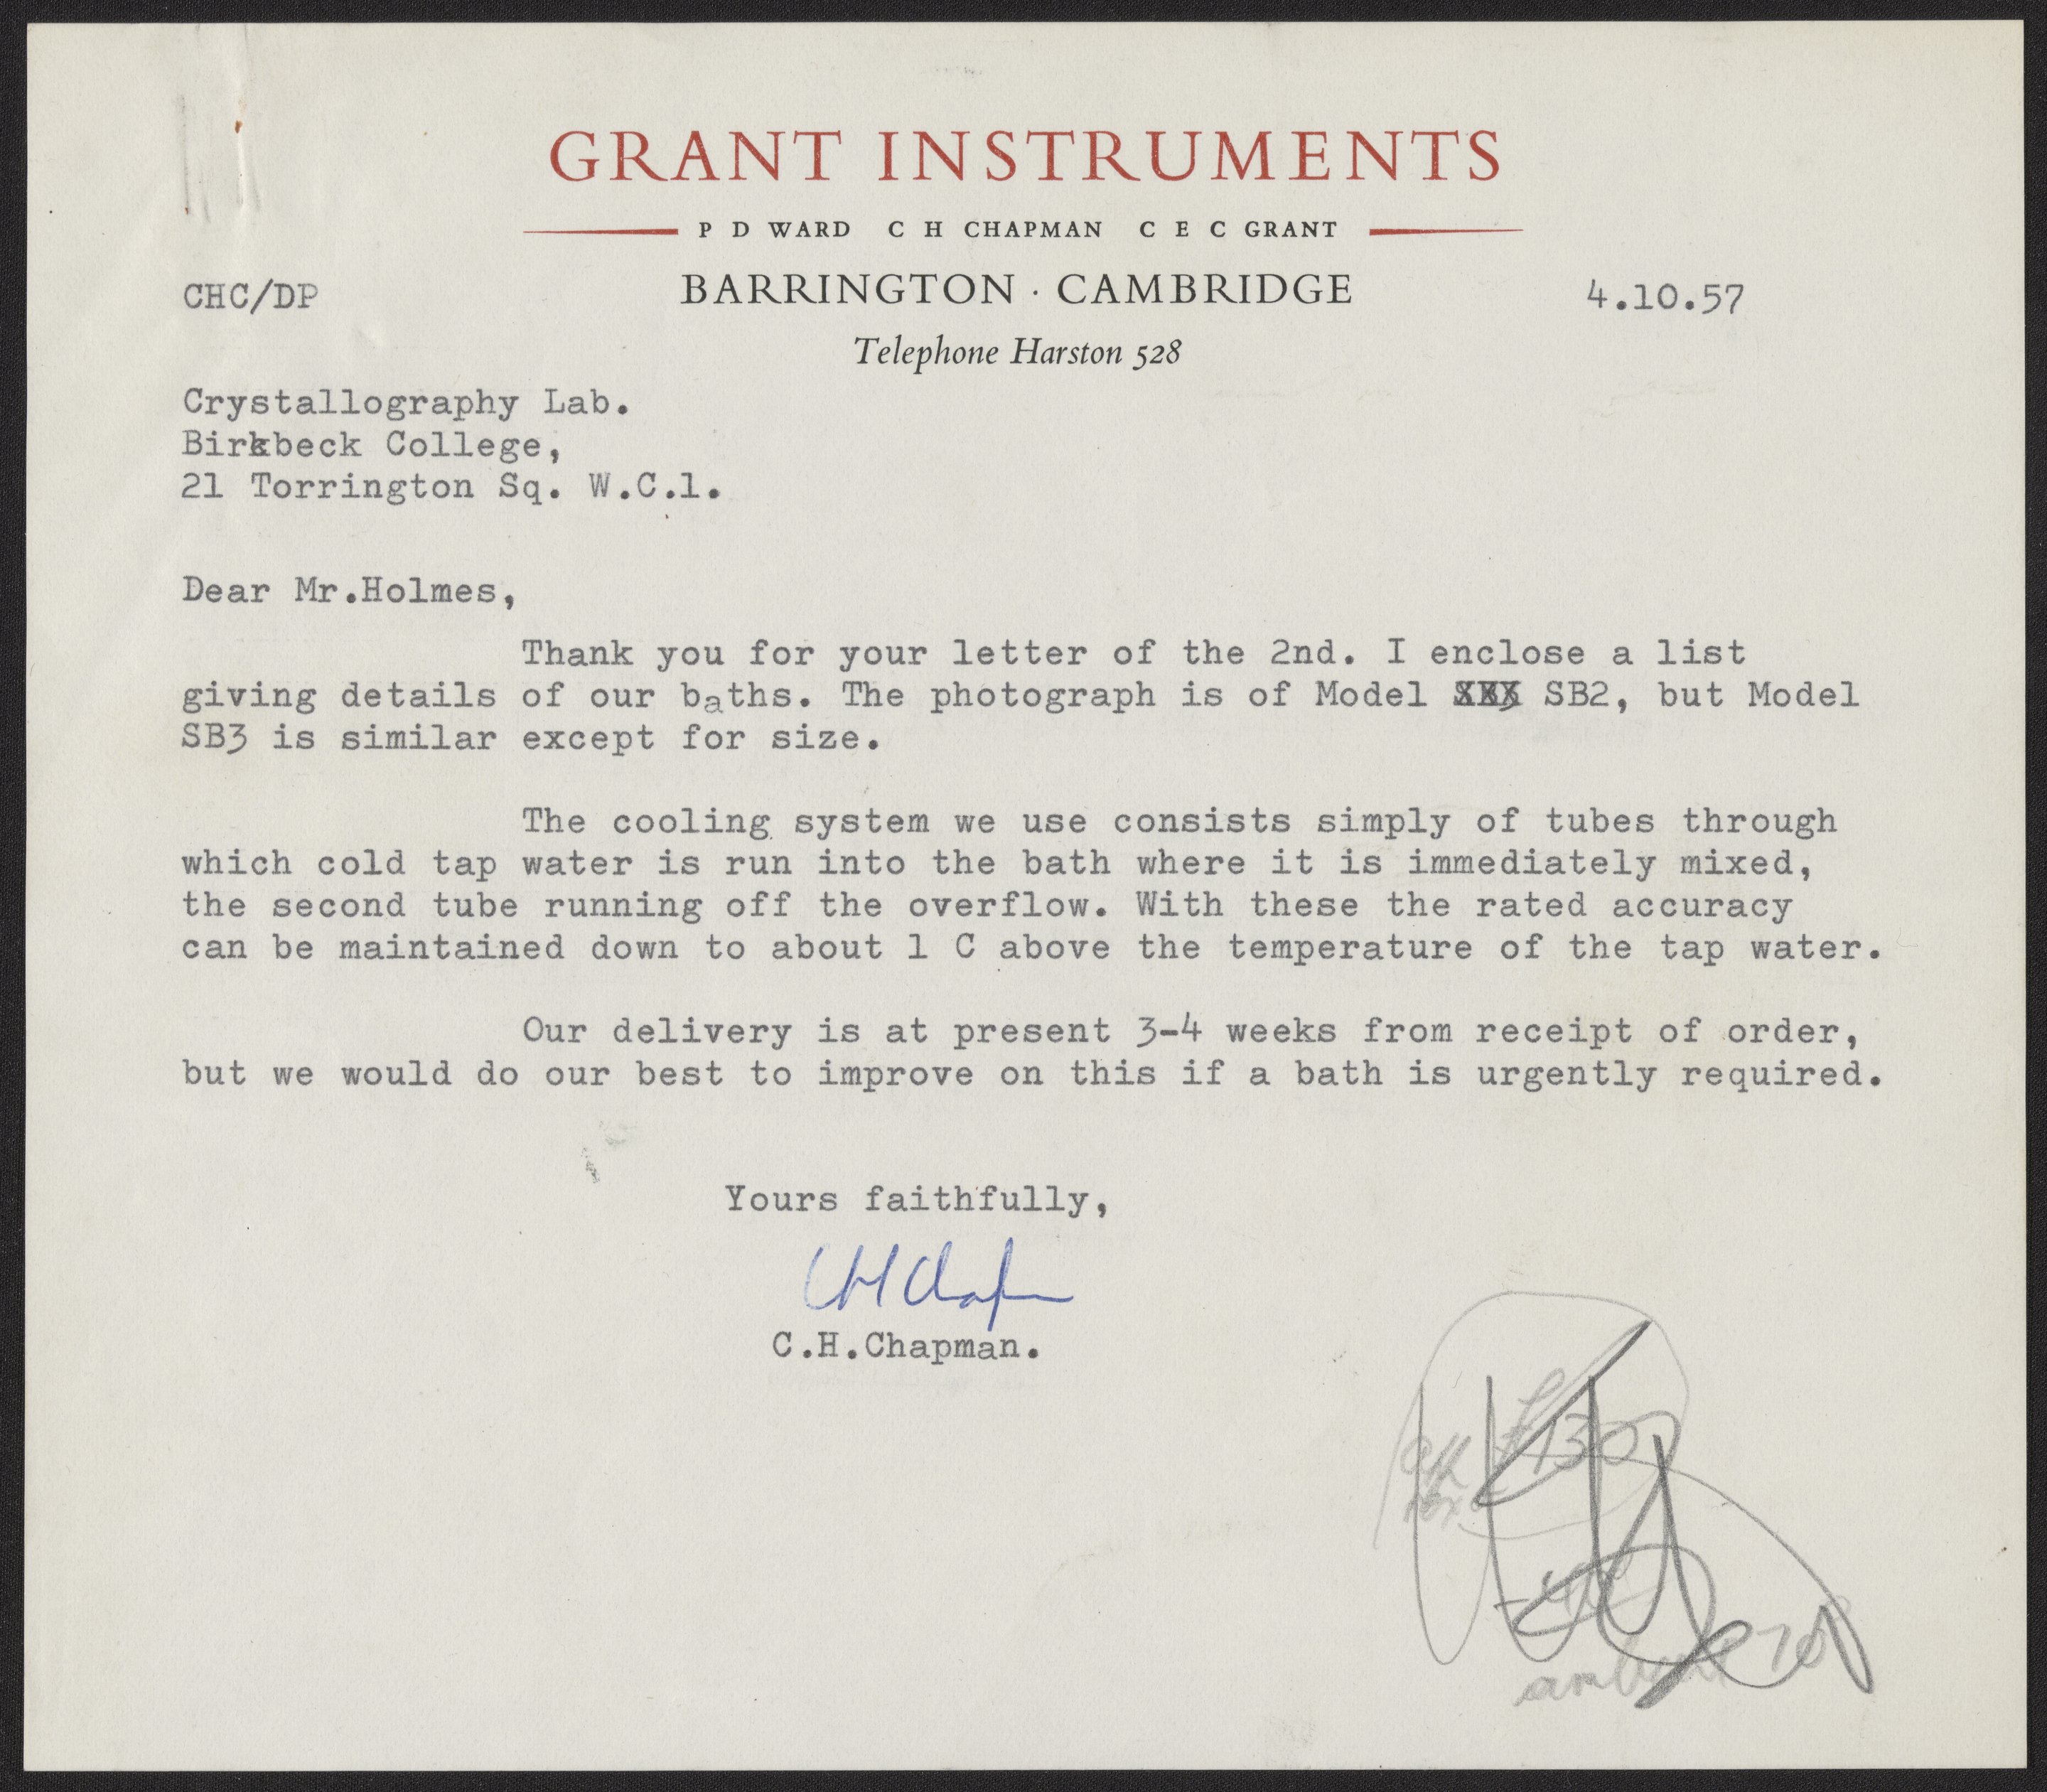 GRANT INSTRUMENTS
P D WARD C H CHAPMAN C E C GRANT
BARRINGTON · CAMBRIDGE
CHC/DP
4.10.57
Telephone Harston 528
Crystallography Lab.
Birkbeck College,
21 Torrington Sq. W.C.1.
Dear Mr.Holmes,
Thank you for your letter of the 2nd. I enclose a list
giving details of our baths. The photograph is of Model SB2, but Model
SB3 is similar except for size.
The cooling system we use consists simply of tubes through
which cold tap water is run into the bath where it is immediately mixed,
the second tube running off the overflow. With these the rated accuracy
can be maintained down to about 1 C above the temperature of the tap water.
Our delivery is at present 3-4 weeks from receipt of order,
but we would do our best to improve on this if a bath is urgently required.
Yours faithfully,
CHChapman
C.H.Chapman.
£130
70°